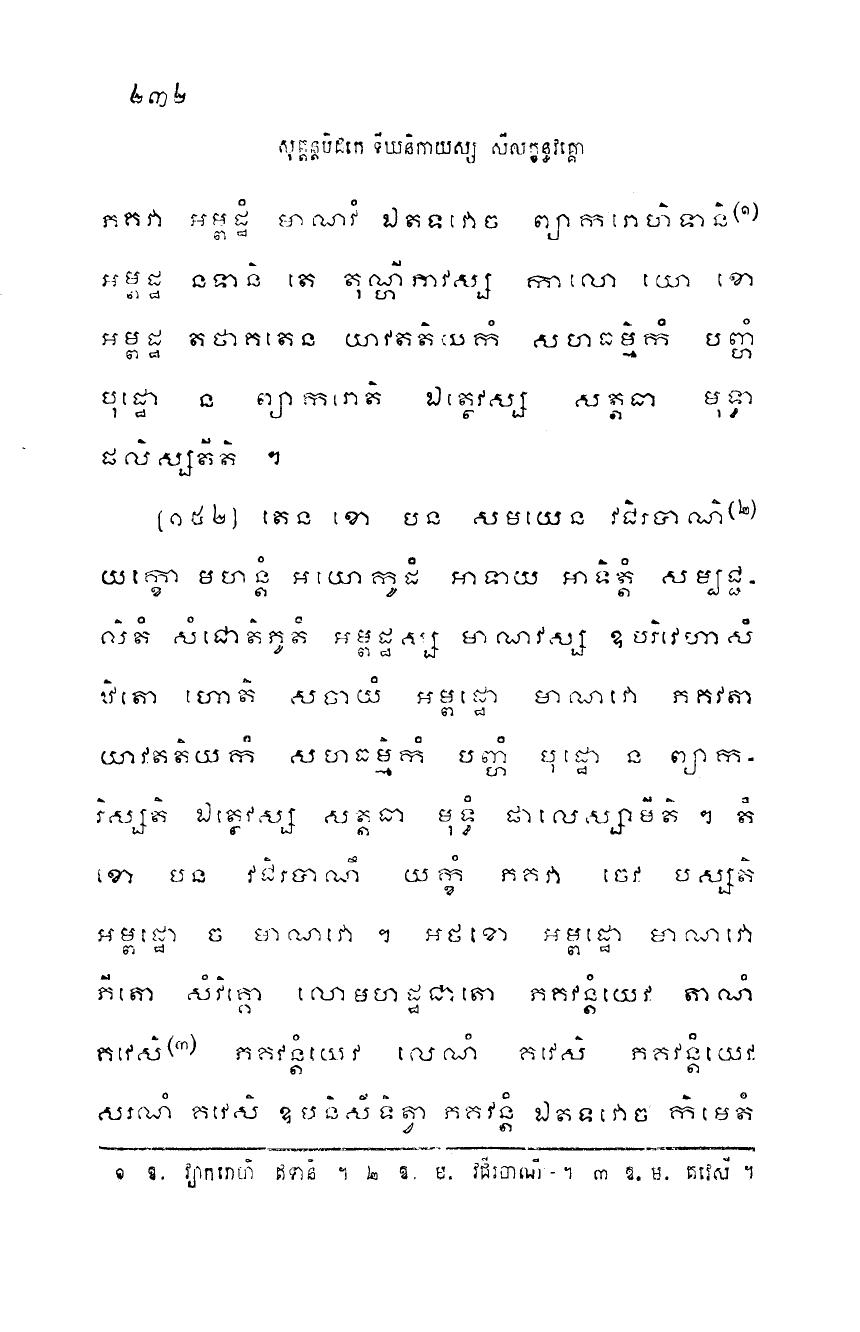 ២៣២
សុត្តន្តបិដកេ ទីឃនិកាយស្ស សីលក្ខន្ធវគ្គោ
ភគវា អម្ពដ្ឋំ មាណវំ ឯតទវោច ព្យាករោហិទានិ(១)
អម្ពដ្ឋ នទានិ តេ តុណ្ហីភាវស្ស កាលោ យោ ខោ
អម្ពដ្ឋ តថាគតេន យាវតតិយកំ សហធម្មិកំ បញ្ហំ
បុដ្ឋោ ន ព្យាករោតិ ឯត្ថេវស្ស សត្តធា មុទ្ធា
ផលិស្សតីតិ ។
[១៥២] តេន ខោ បន សមយេន វជិរបាណិ(២)
យក្ខោ មហន្តំ អយោកូដំ អាទាយ អាទិត្តំ សម្បជ្ជ-
លិតំ សំជោតិភូតំ អម្ពដ្ឋស្ស មាណវស្ស ឧបរិវេហាសំ
ឋិតោ ហោតិ សចាយំ អម្ពដ្ឋោ មាណវោ ភគវតា
យាវតតិយកំ សហធម្មិកំ បញ្ហំ បុដ្ឋោ ន ព្យាក-
រិស្សតិ ឯត្ថេវស្ស សត្តធា មុទ្ធំ ផាលេស្សាមីតិ ។ តំ
ខោ បន វជិរបាណឹ យក្ខំ ភគវា ចេវ បស្សតិ
អម្ពដ្ឋោ ច មាណវោ ។ អថខោ អម្ពដ្ឋោ មាណវោ
ភីតោ សំវិគ្គោ លោមហដ្ឋជាតោ ភគវន្តំយេវ តាណំ
គវេសិ(៣) ភគវន្តំយេវ លេណំ គវេសិ ភគវន្តំយេវ
សរណំ គវេសិ ឧបនិសីទិត្វា ភគវន្តំ ឯតទវោច កិមេតំ
១ ឱ. វ្យាករោហិ ឥទានិ ។ ២ ឱ. ម. វជីរបាណី - ។ ៣ ឱ. ម. គវេសី ។